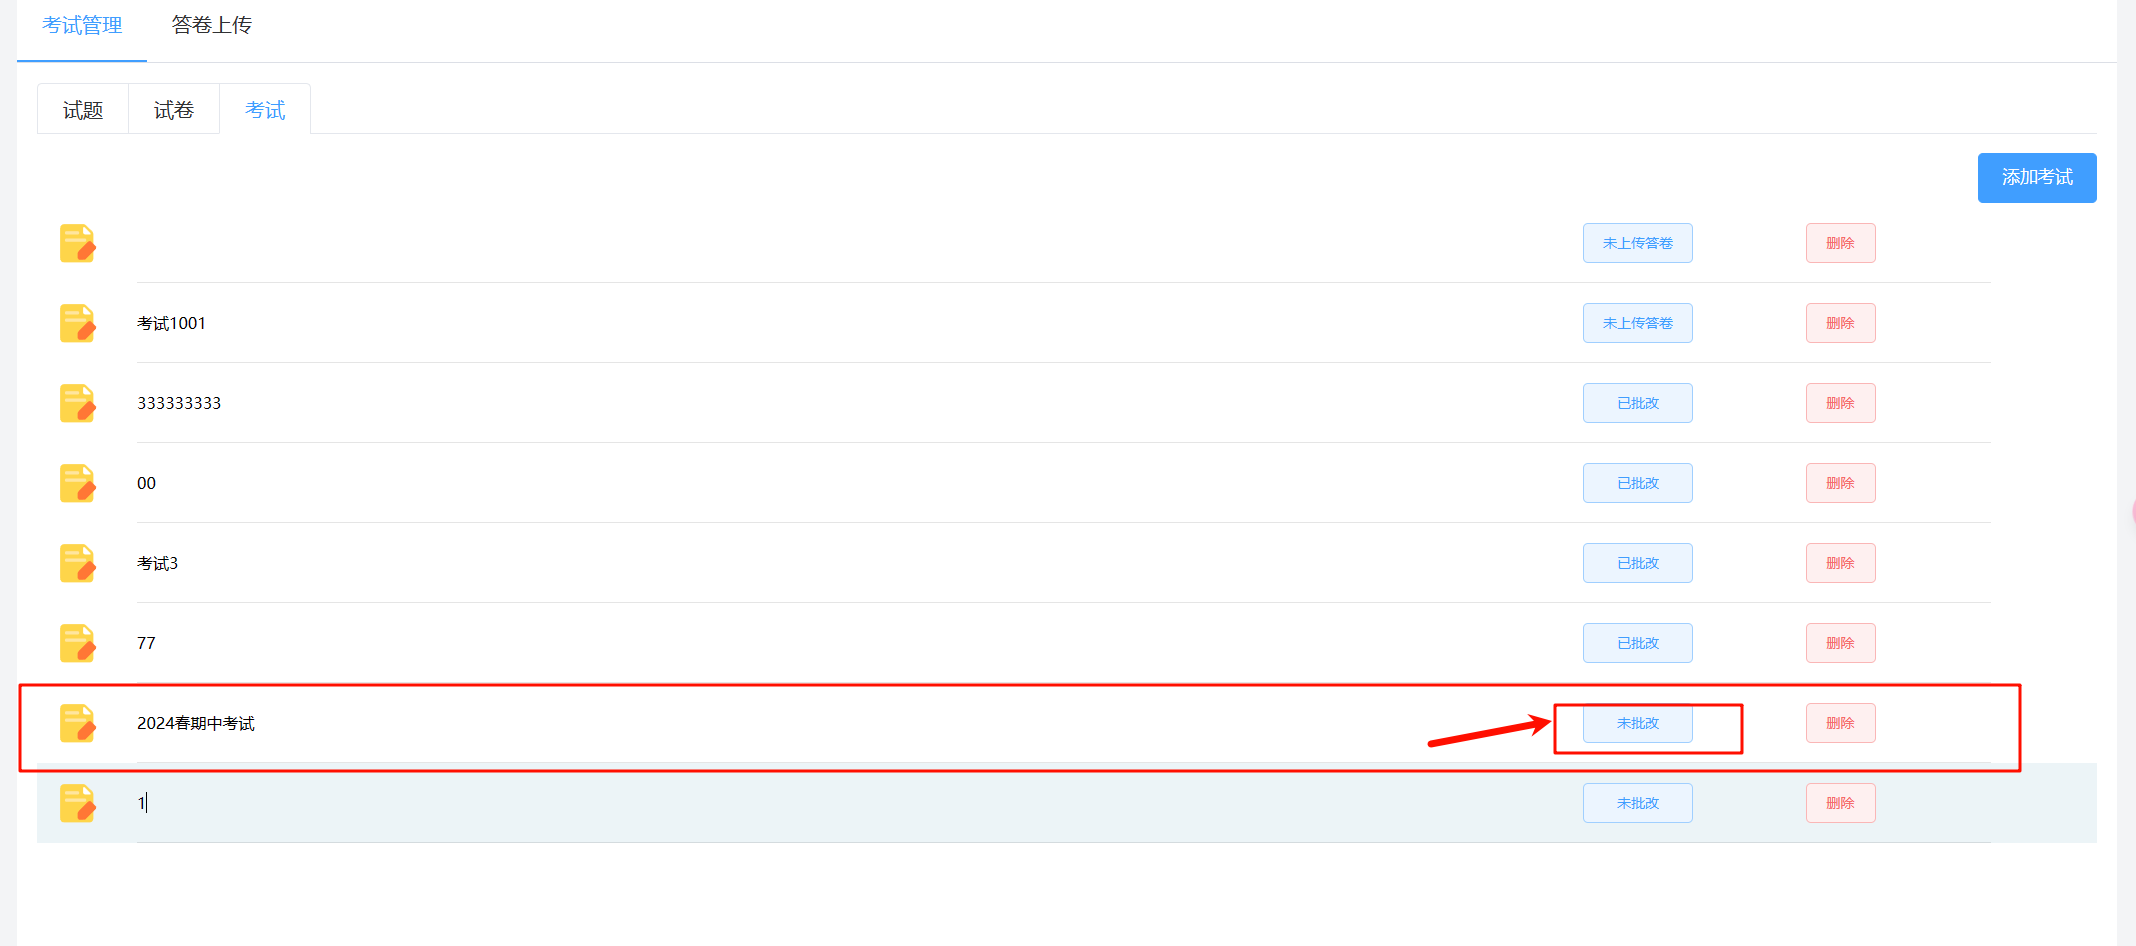 考试管理 答卷上传
试题 试卷 考试
添加考试
未上传答卷 删除
考试1001 未上传答卷 删除
333333333 已批改 删除
00 已批改 删除
考试3 已批改 删除
77 已批改 删除
2024春期中考试 未批改 删除
1 未批改 删除